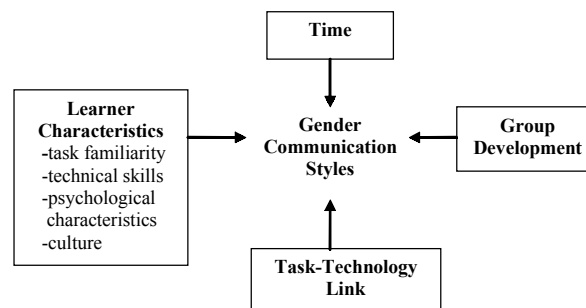 Time
Learner
Characteristics
-task familiarity
-technical skills
-psychological
characteristics
-culture
Gender
Communication
Styles
Group
Development
Task-Technology
Link